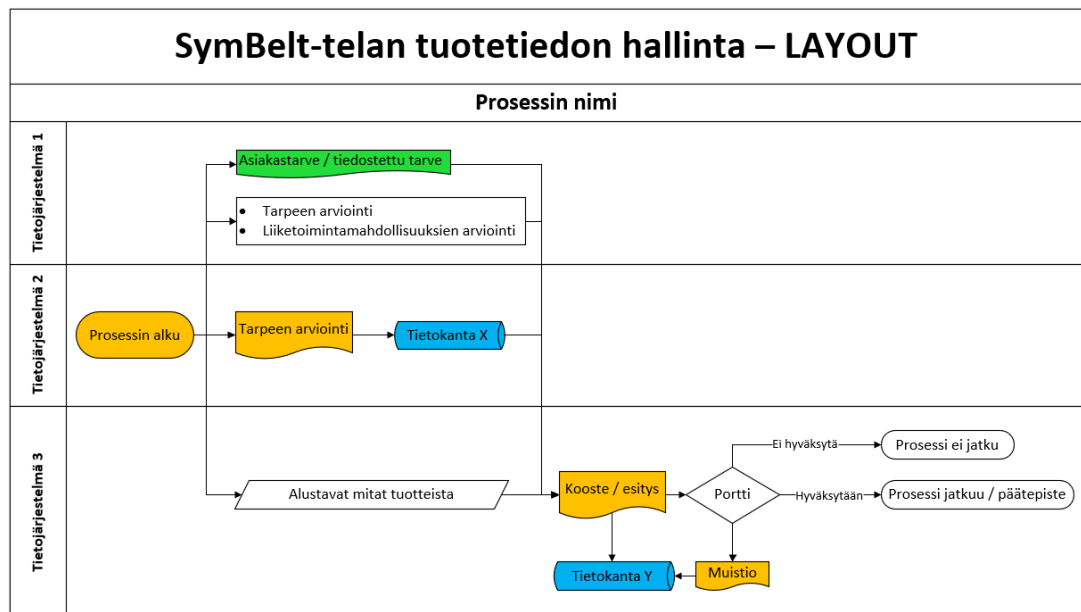 SymBelt-telan tuotetiedon hallinta – LAYOUT
Prosessin nimi
Tietojärjestelmä 1
Asiakastarve / tiedostettu tarve
• Tarpeen arviointi
• Liiketoimintamahdollisuuksien arviointi
Tietojärjestelmä 2
Prosessin alku
Tarpeen arviointi
Tietokanta X
Tietojärjestelmä 3
Alustavat mitat tuotteista
Kooste / esitys
Portti
Ei hyväksytä
Prosessi ei jatku
Hyväksytään
Prosessi jatkuu / päätepiste
Tietokanta Y
Muistio